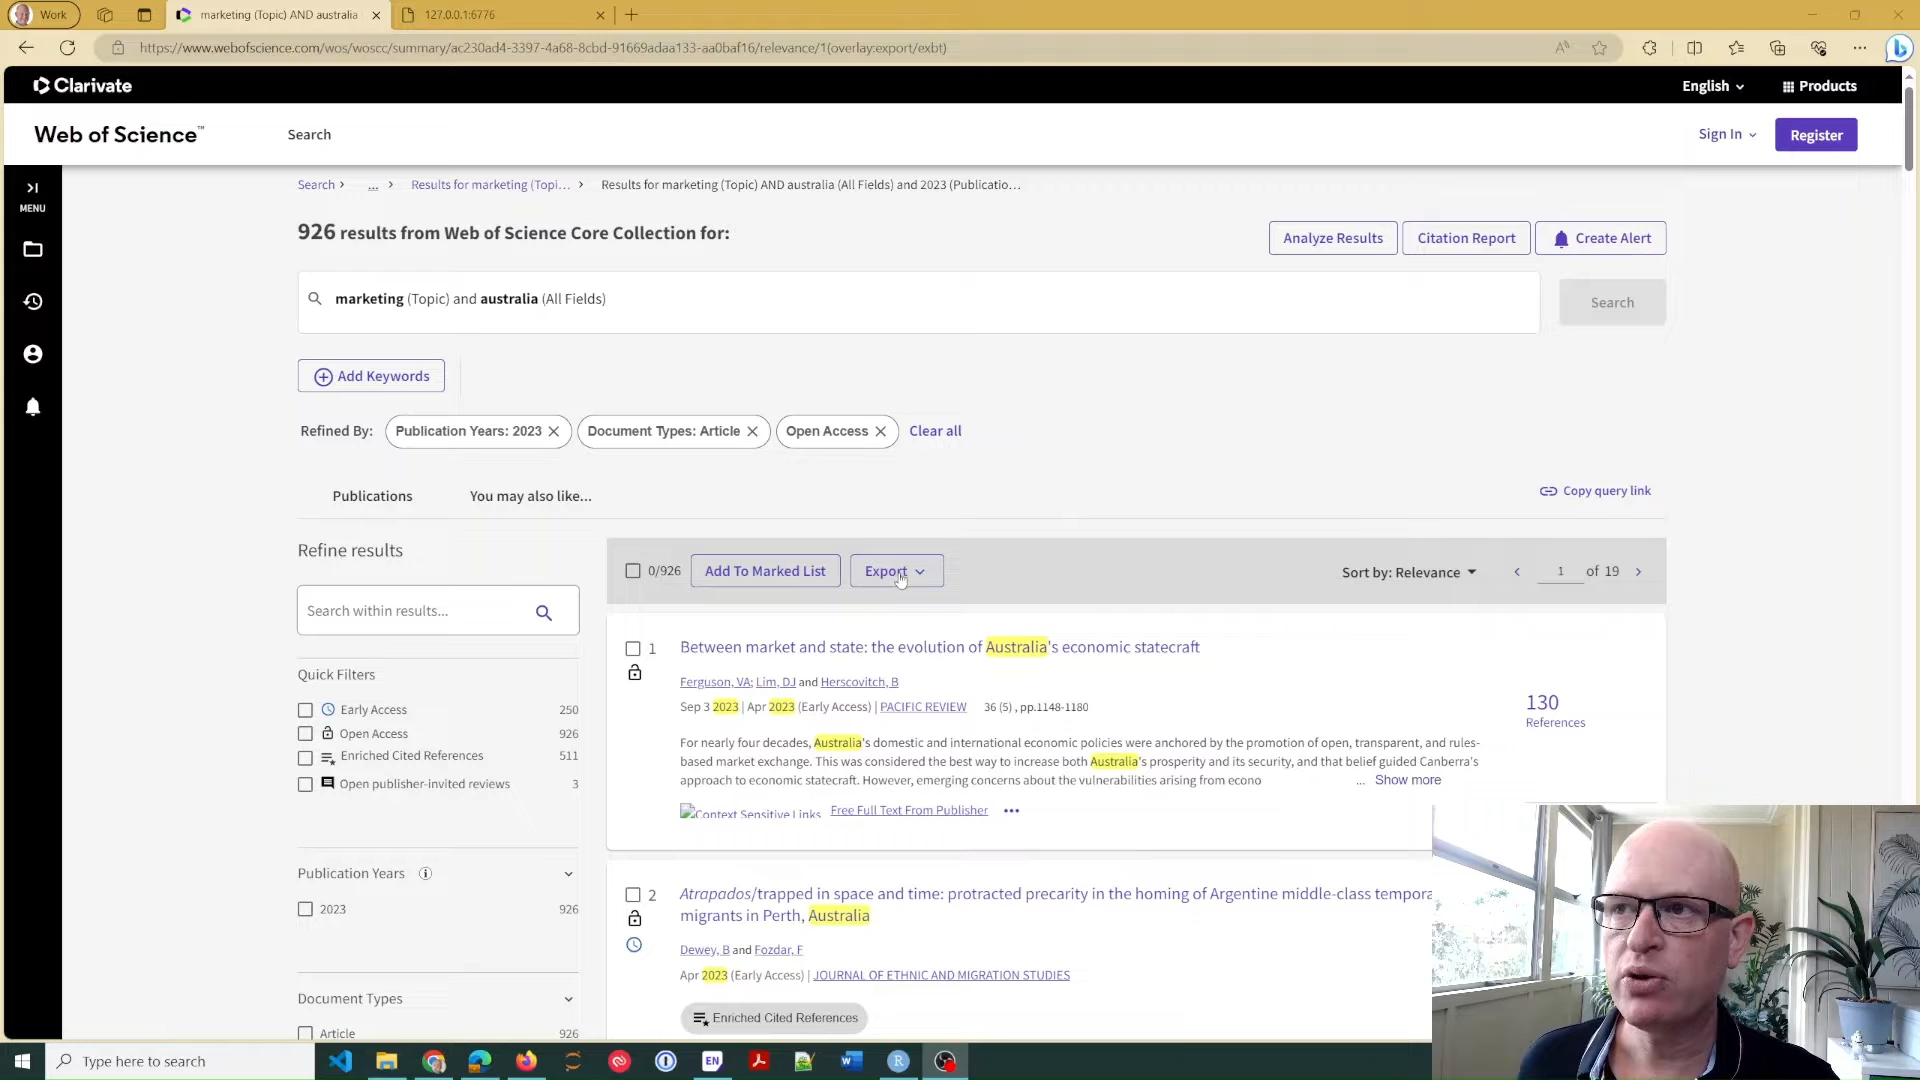 Work
marketing (Topic) AND australia
127.0.0.1:6776
https://www.webofscience.com/wos/woscc/summary/ac230ad4-3397-4a68-8cbd-91669adaa133-aa0baf16/relevance/1(overlay:export/exbt)
Clarivate
English
Products
Web of Science™
Search
Sign In
Register
MENU
Search > ... > Results for marketing (Topi... > Results for marketing (Topic) AND australia (All Fields) and 2023 (Publicatio...
926 results from Web of Science Core Collection for:
Analyze Results
Citation Report
Create Alert
marketing (Topic) and australia (All Fields)
Search
Add Keywords
Refined By:
Publication Years: 2023
Document Types: Article
Open Access
Clear all
Publications
You may also like...
Copy query link
Refine results
Search within results...
Quick Filters
Early Access 250
Open Access 926
Enriched Cited References 511
Open publisher-invited reviews 3
Publication Years
2023 926
Document Types
Article 926
0/926
Add To Marked List
Export
Sort by: Relevance
1 of 19
1
Between market and state: the evolution of Australia's economic statecraft
Ferguson, VA; Lim, DJ and Herscovitch, B
Sep 3 2023 | Apr 2023 (Early Access) | PACIFIC REVIEW 36 (5) , pp.1148-1180
For nearly four decades, Australia's domestic and international economic policies were anchored by the promotion of open, transparent, and rules-
based market exchange. This was considered the best way to increase both Australia's prosperity and its security, and that belief guided Canberra's
approach to economic statecraft. However, emerging concerns about the vulnerabilities arising from econo ... Show more
Context Sensitive Links
Free Full Text From Publisher
130
References
2
Atrapados/trapped in space and time: protracted precarity in the homing of Argentine middle-class tempora
migrants in Perth, Australia
Dewey, B and Fozdar, F
Apr 2023 (Early Access) | JOURNAL OF ETHNIC AND MIGRATION STUDIES
Enriched Cited References
Type here to search
EN